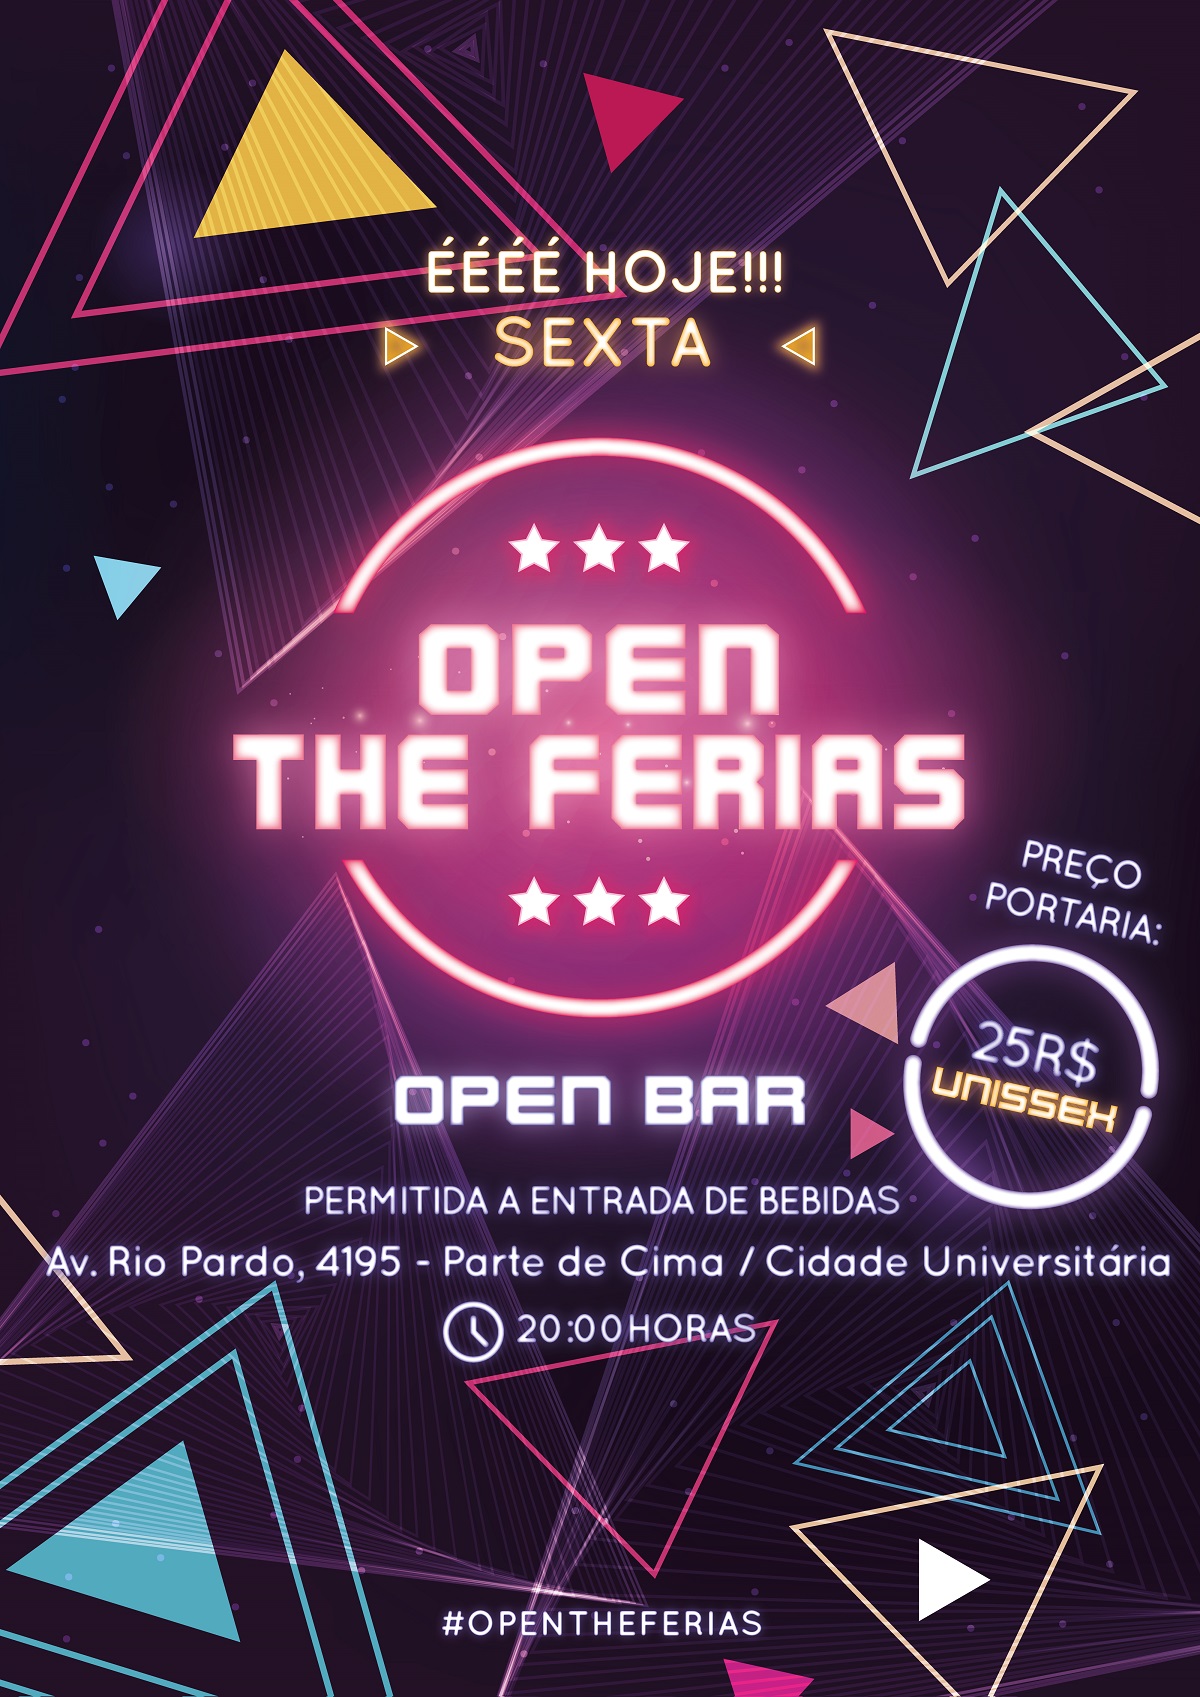 ÉÉÉÉ HOJE!!!
SEXTA
OPEN
THE FERIAS
PREÇO
PORTARIA:
25R$
UNISSEX
OPEN BAR
PERMITIDA A ENTRADA DE BEBIDAS
Av. Rio Pardo, 4195 - Parte de Cima / Cidade Universitária
20:00HORAS
#OPENTHEFERIAS